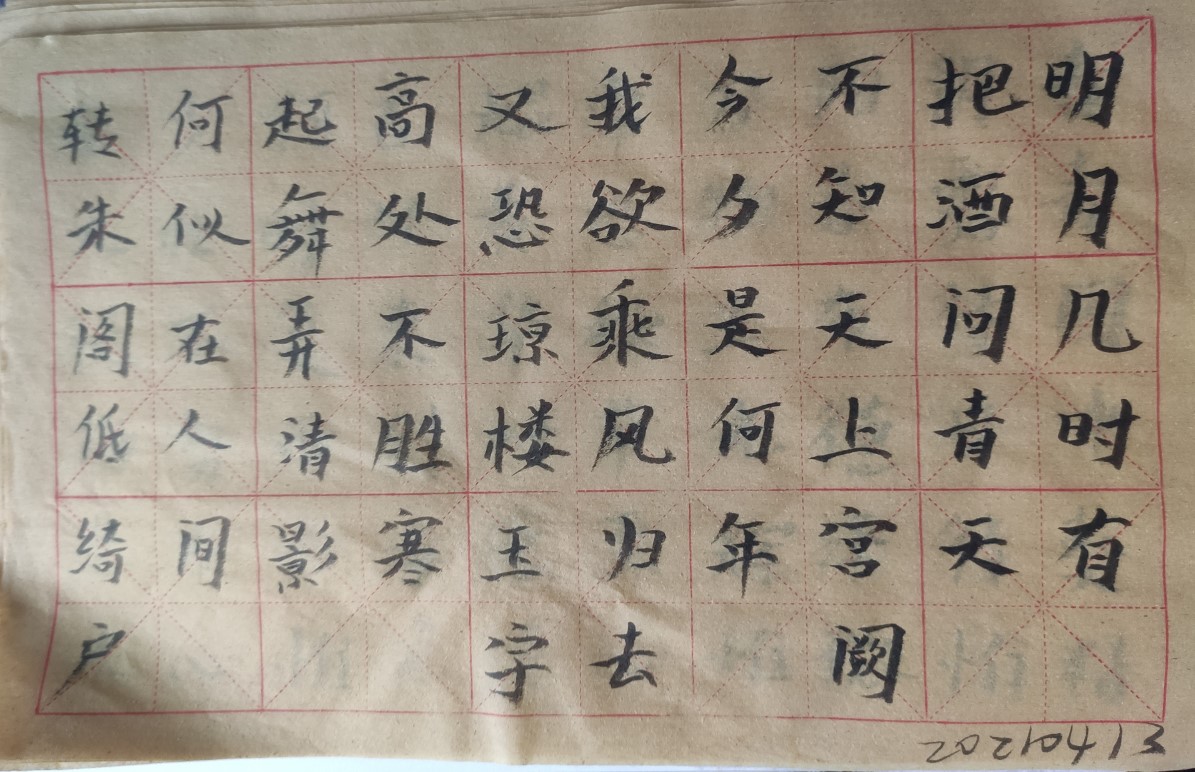 明月几时有
把酒问青天
不知天上宫阙
今夕是何年
我欲乘风归去
又恐琼楼玉宇
高处不胜寒
起舞弄清影
何似在人间
转朱阁低绮户
20210413